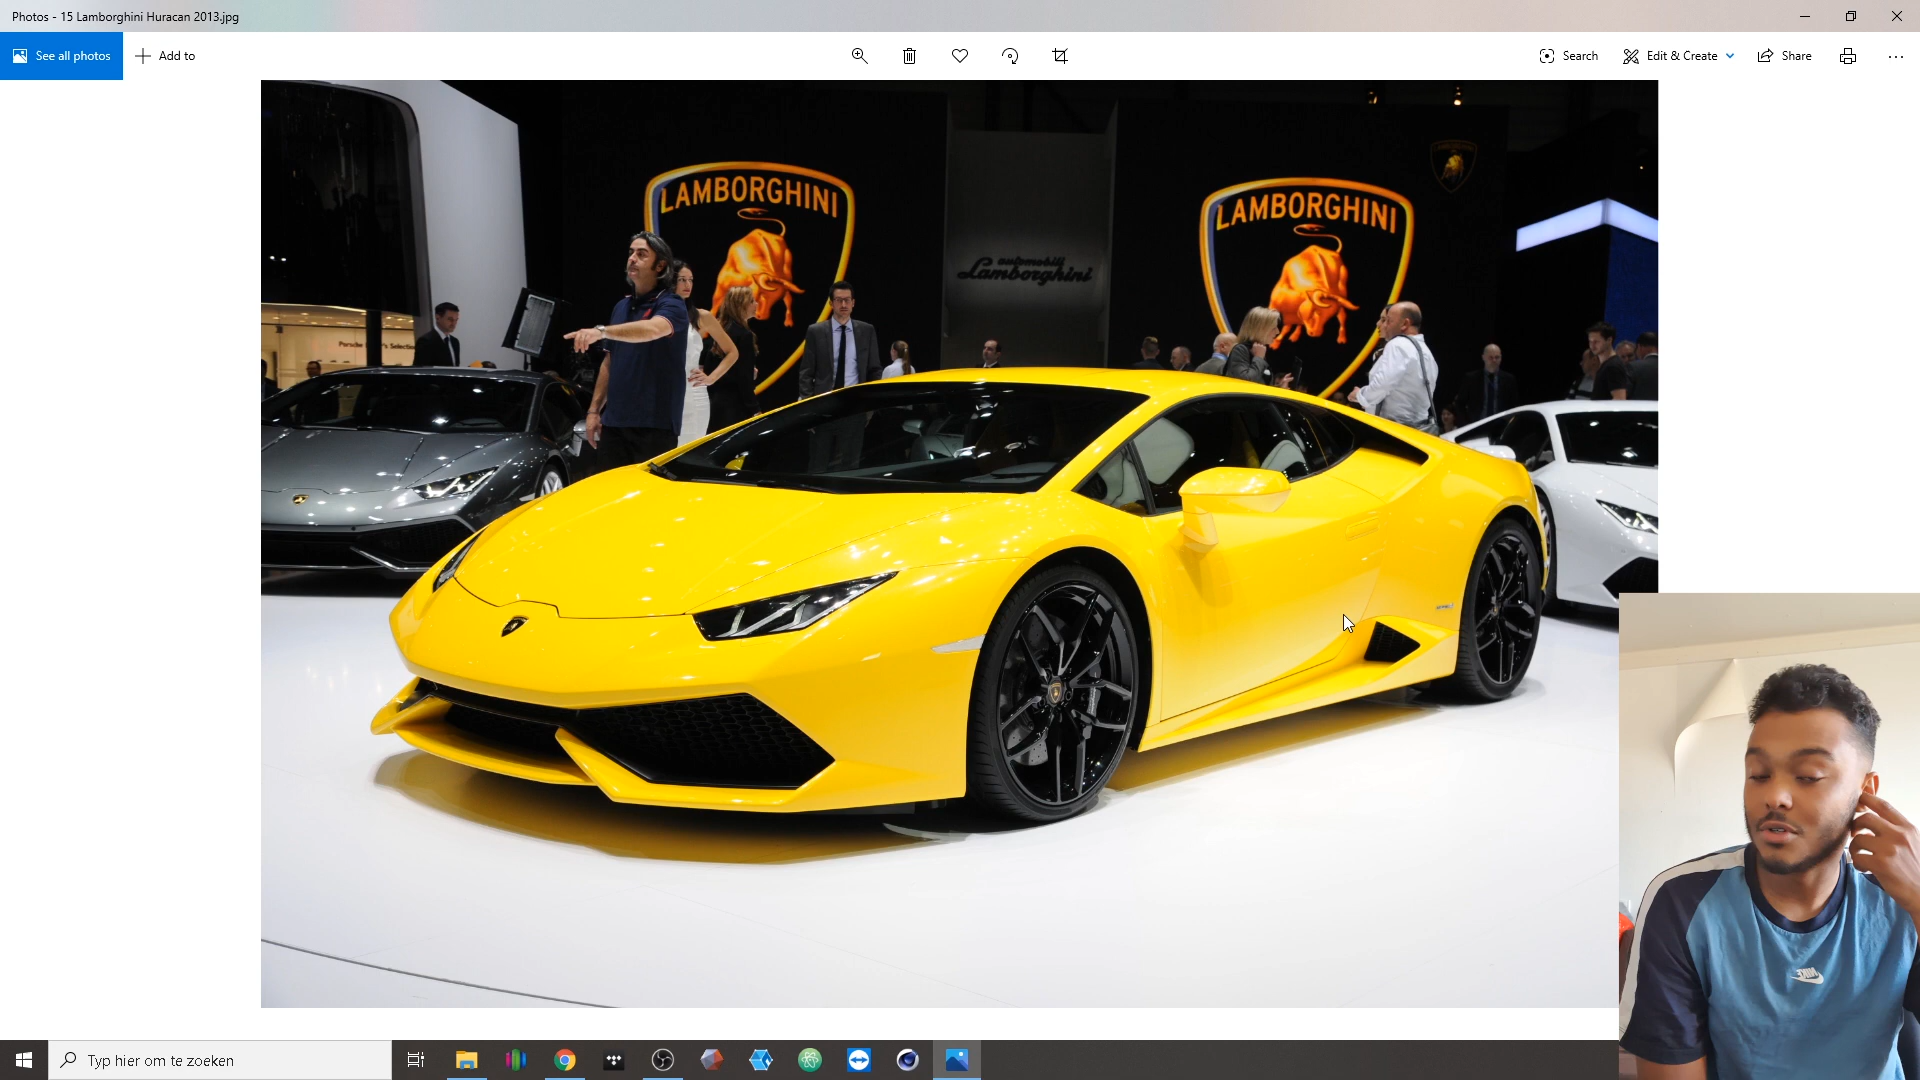 Photos - 15 Lamborghini Huracan 2013.jpg
See all photos
Add to
Search
Edit & Create
Share
LAMBORGHINI
LAMBORGHINI
LAMBORGHINI
automobili
Lamborghini
Typ hier om te zoeken